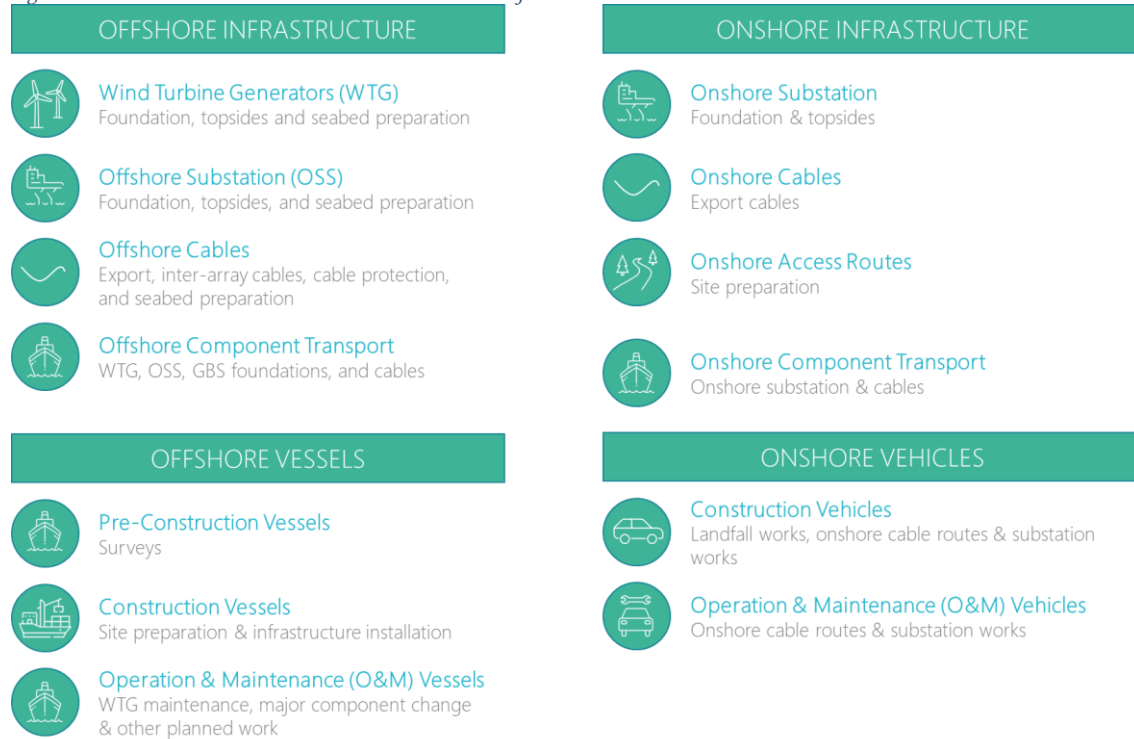 OFFSHORE INFRASTRUCTURE
Wind Turbine Generators (WTG)
Foundation, topsides and seabed preparation
Offshore Substation (OSS)
Foundation, topsides, and seabed preparation
Offshore Cables
Export, inter-array cables, cable protection,
and seabed preparation
Offshore Component Transport
WTG, OSS, GBS foundations, and cables
ONSHORE INFRASTRUCTURE
Onshore Substation
Foundation & topsides
Onshore Cables
Export cables
Onshore Access Routes
Site preparation
Onshore Component Transport
Onshore substation & cables
OFFSHORE VESSELS
Pre-Construction Vessels
Surveys
Construction Vessels
Site preparation & infrastructure installation
Operation & Maintenance (O&M) Vessels
WTG maintenance, major component change
& other planned work
ONSHORE VEHICLES
Construction Vehicles
Landfall works, onshore cable routes & substation
works
Operation & Maintenance (O&M) Vehicles
Onshore cable routes & substation works